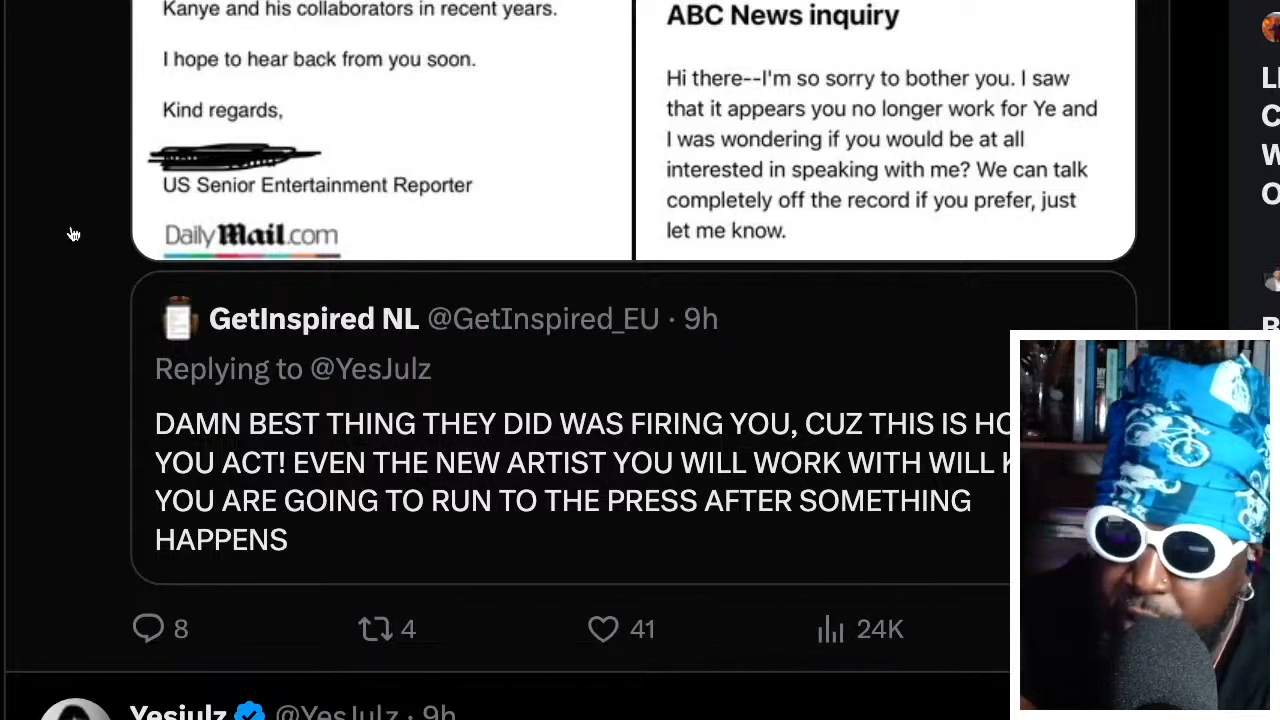 Kanye and his collaborators in recent years.
I hope to hear back from you soon.
Kind regards,
US Senior Entertainment Reporter
DailyMail.com
ABC News inquiry
Hi there--I'm so sorry to bother you. I saw
that it appears you no longer work for Ye and
I was wondering if you would be at all
interested in speaking with me? We can talk
completely off the record if you prefer, just
let me know.
GetInspired NL @GetInspired_EU · 9h
Replying to @YesJulz
DAMN BEST THING THEY DID WAS FIRING YOU, CUZ THIS IS
YOU ACT! EVEN THE NEW ARTIST YOU WILL WORK WITH WILL
YOU ARE GOING TO RUN TO THE PRESS AFTER SOMETHING
HAPPENS
8 4 41 24K
Yesjulz @YesJulz · 9h